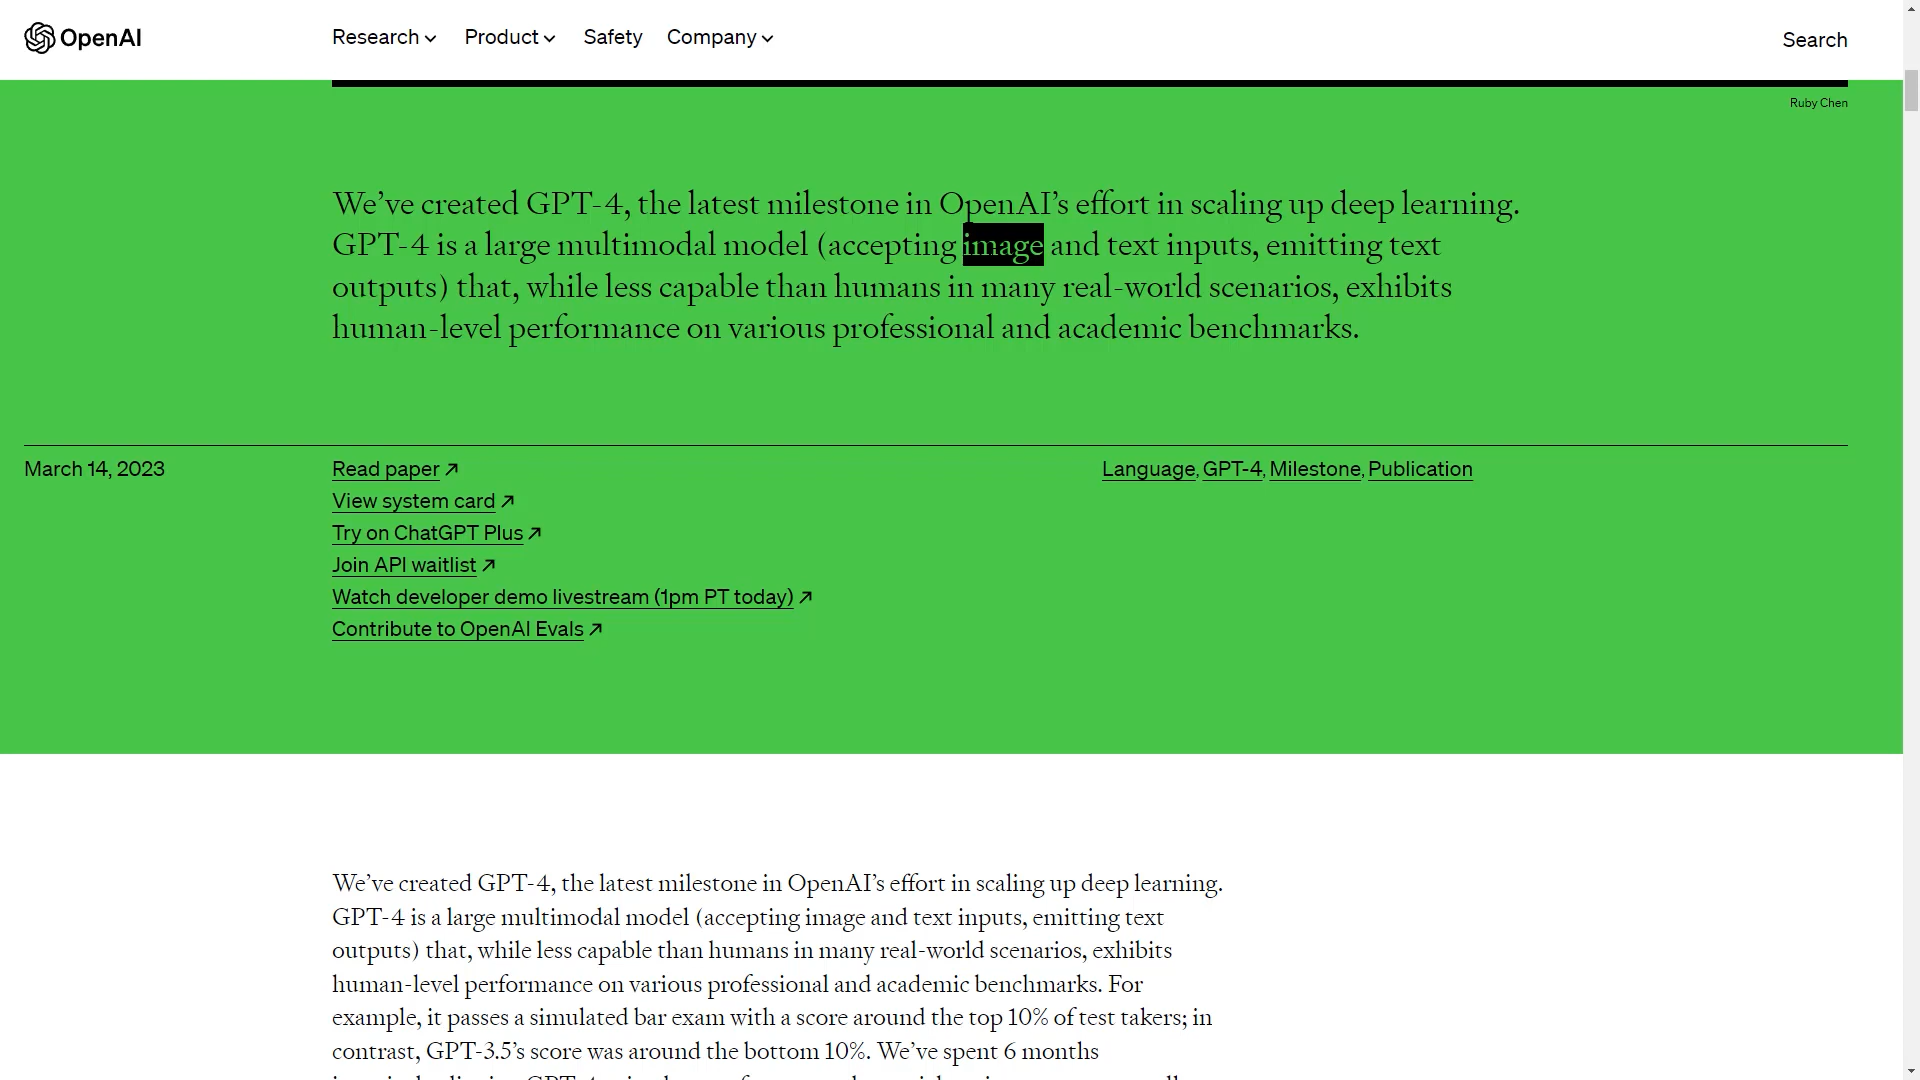 OpenAI
Research Product Safety Company
Search
Ruby Chen
We’ve created GPT-4, the latest milestone in OpenAI’s effort in scaling up deep learning.
GPT-4 is a large multimodal model (accepting image and text inputs, emitting text
outputs) that, while less capable than humans in many real-world scenarios, exhibits
human-level performance on various professional and academic benchmarks.
March 14, 2023
Read paper ↗
View system card ↗
Try on ChatGPT Plus ↗
Join API waitlist ↗
Watch developer demo livestream (1pm PT today) ↗
Contribute to OpenAI Evals ↗
Language, GPT-4, Milestone, Publication
We’ve created GPT-4, the latest milestone in OpenAI’s effort in scaling up deep learning.
GPT-4 is a large multimodal model (accepting image and text inputs, emitting text
outputs) that, while less capable than humans in many real-world scenarios, exhibits
human-level performance on various professional and academic benchmarks. For
example, it passes a simulated bar exam with a score around the top 10% of test takers; in
contrast, GPT-3.5’s score was around the bottom 10%. We’ve spent 6 months